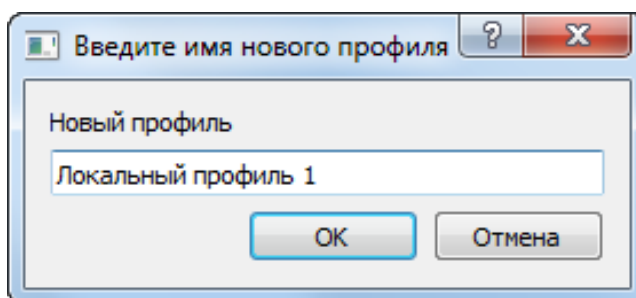 Введите имя нового профиля
Новый профиль
Локальный профиль 1
OK
Отмена